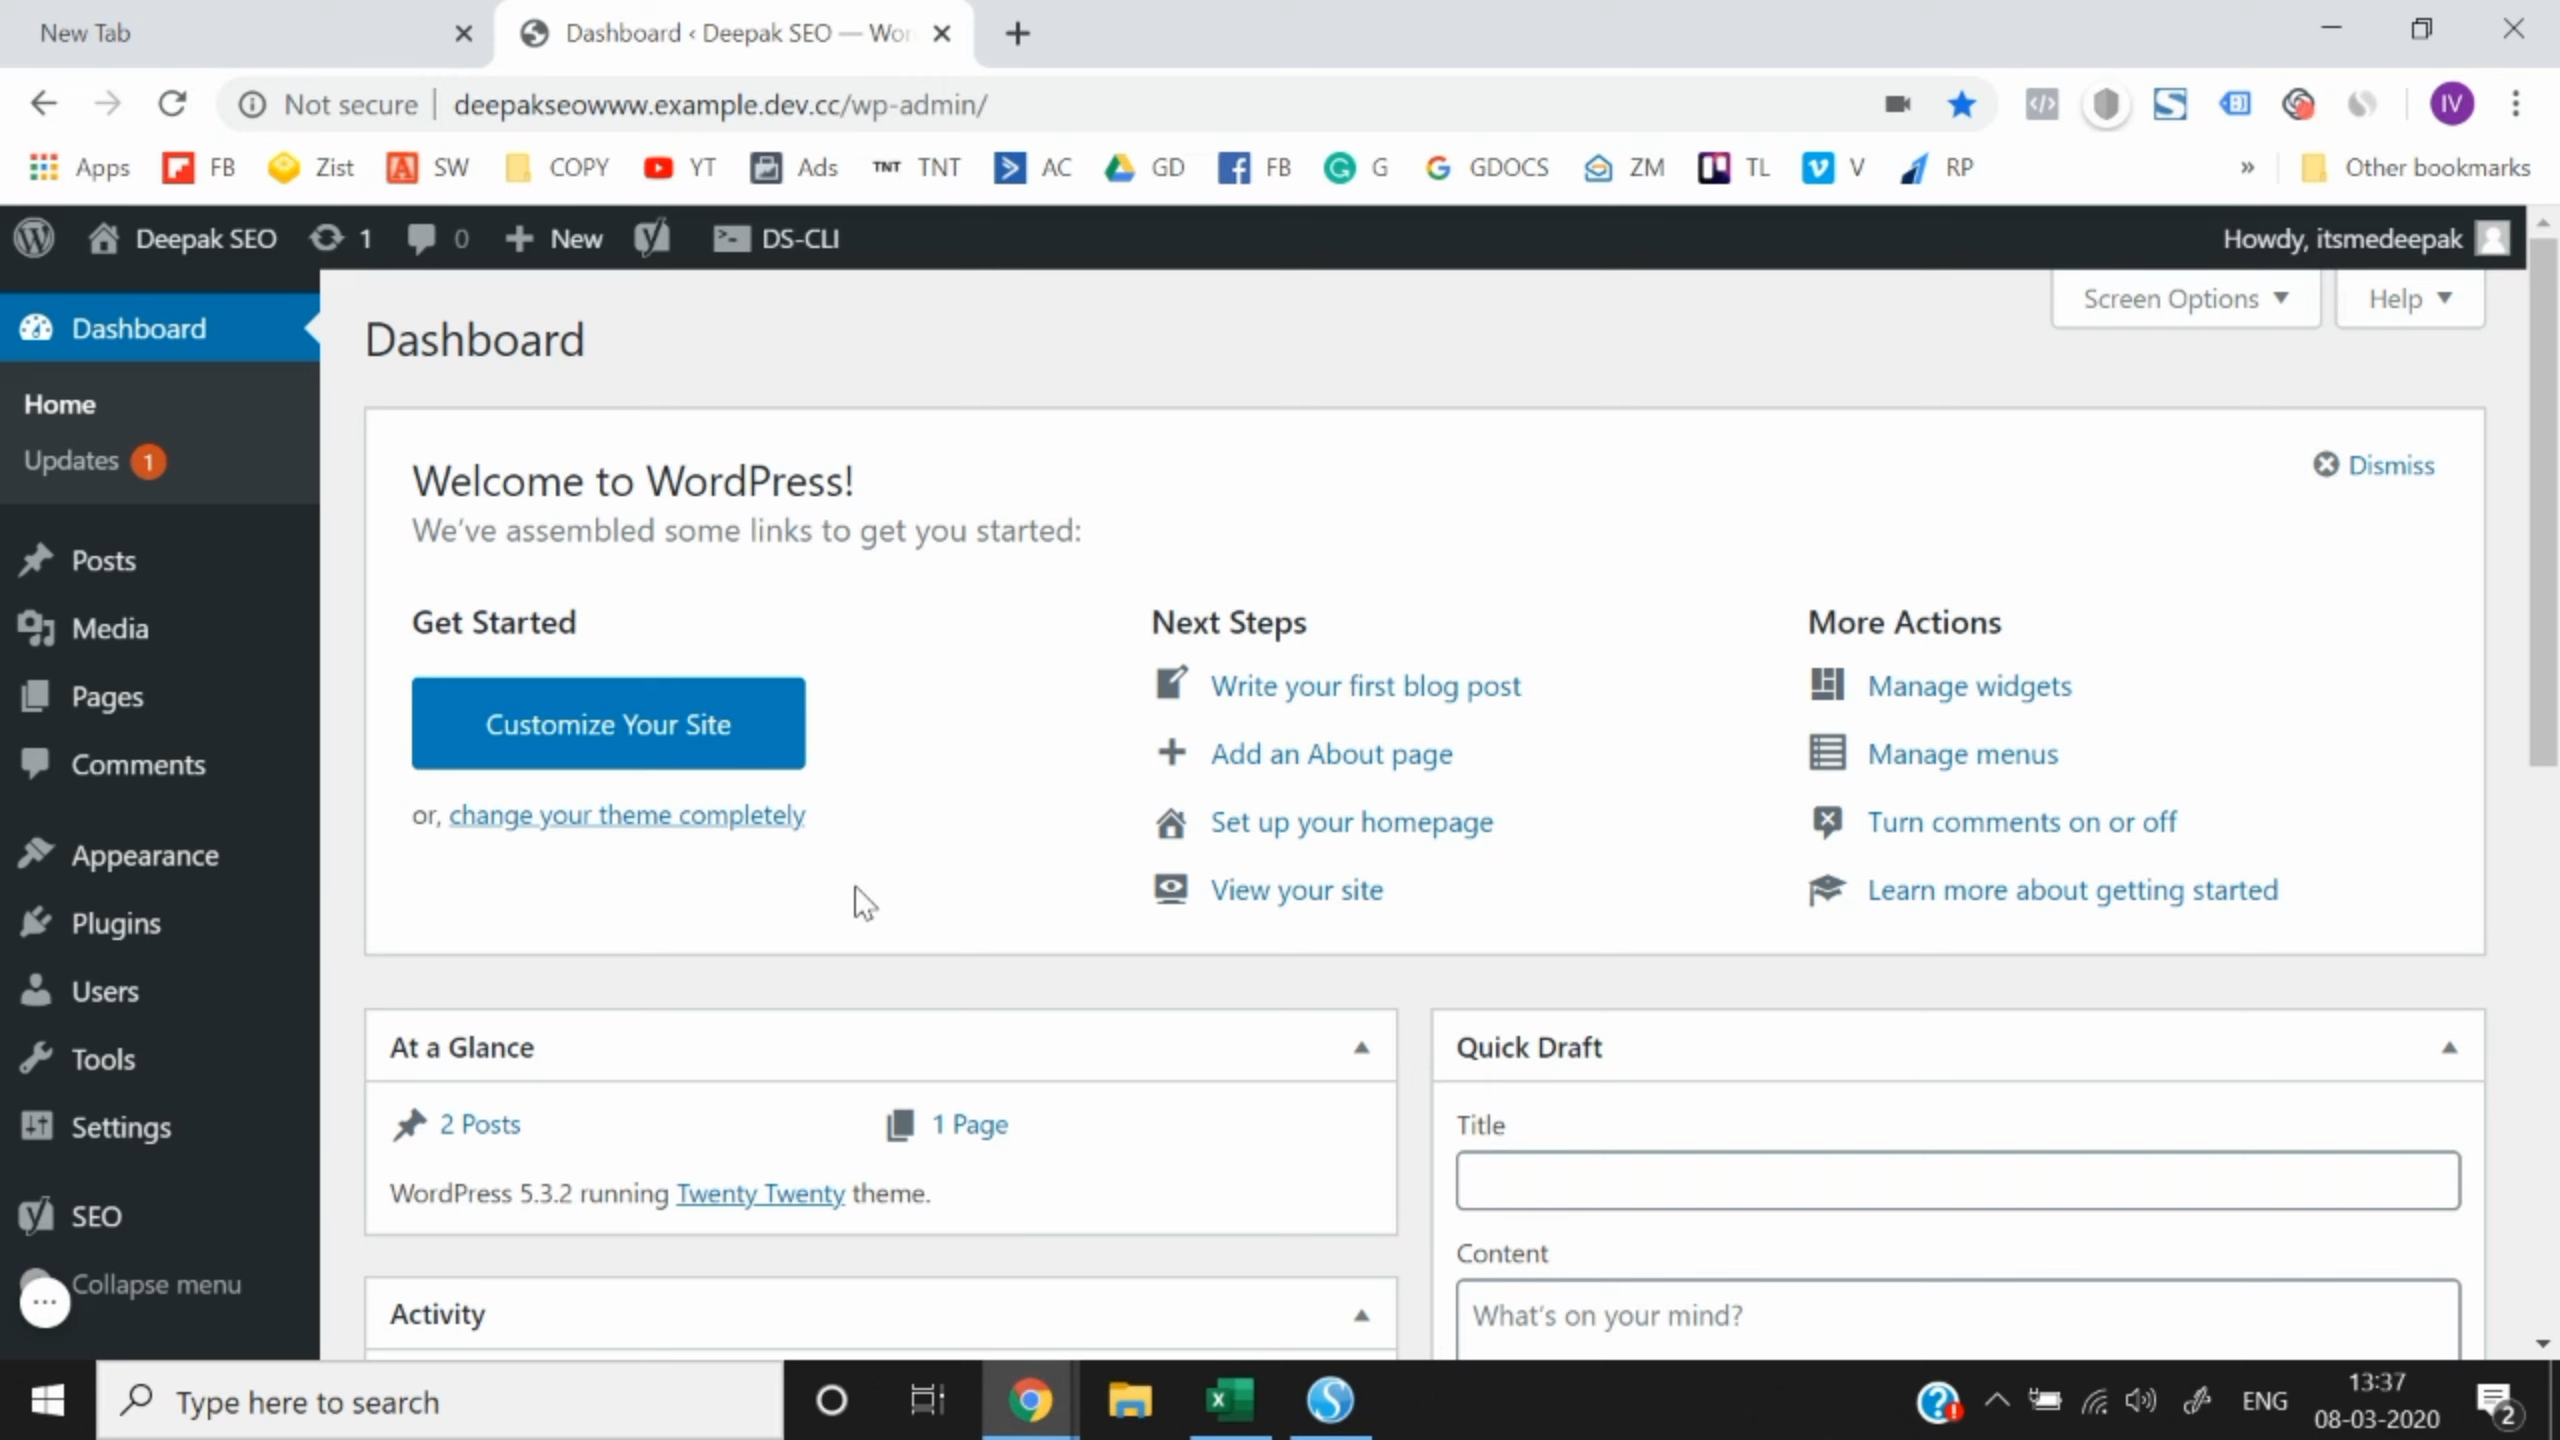 New Tab
Dashboard ‹ Deepak SEO — Wor
Not secure | deepakseowww.example.dev.cc/wp-admin/
IV
Apps FB Zist SW COPY YT Ads TNT TNT AC GD FB G GDOCS ZM TL V RP » Other bookmarks
Deepak SEO 1 0 New DS-CLI Howdy, itsmedeepak
Screen Options Help
Dashboard
Home
Updates 1
Posts
Media
Pages
Comments
Appearance
Plugins
Users
Tools
Settings
SEO
Collapse menu
Dashboard
Welcome to WordPress!
Dismiss
We've assembled some links to get you started:
Get Started
Customize Your Site
or, change your theme completely
Next Steps
Write your first blog post
Add an About page
Set up your homepage
View your site
More Actions
Manage widgets
Manage menus
Turn comments on or off
Learn more about getting started
At a Glance
2 Posts 1 Page
WordPress 5.3.2 running Twenty Twenty theme.
Activity
Quick Draft
Title
Content
What's on your mind?
Type here to search
ENG
13:37
08-03-2020
2